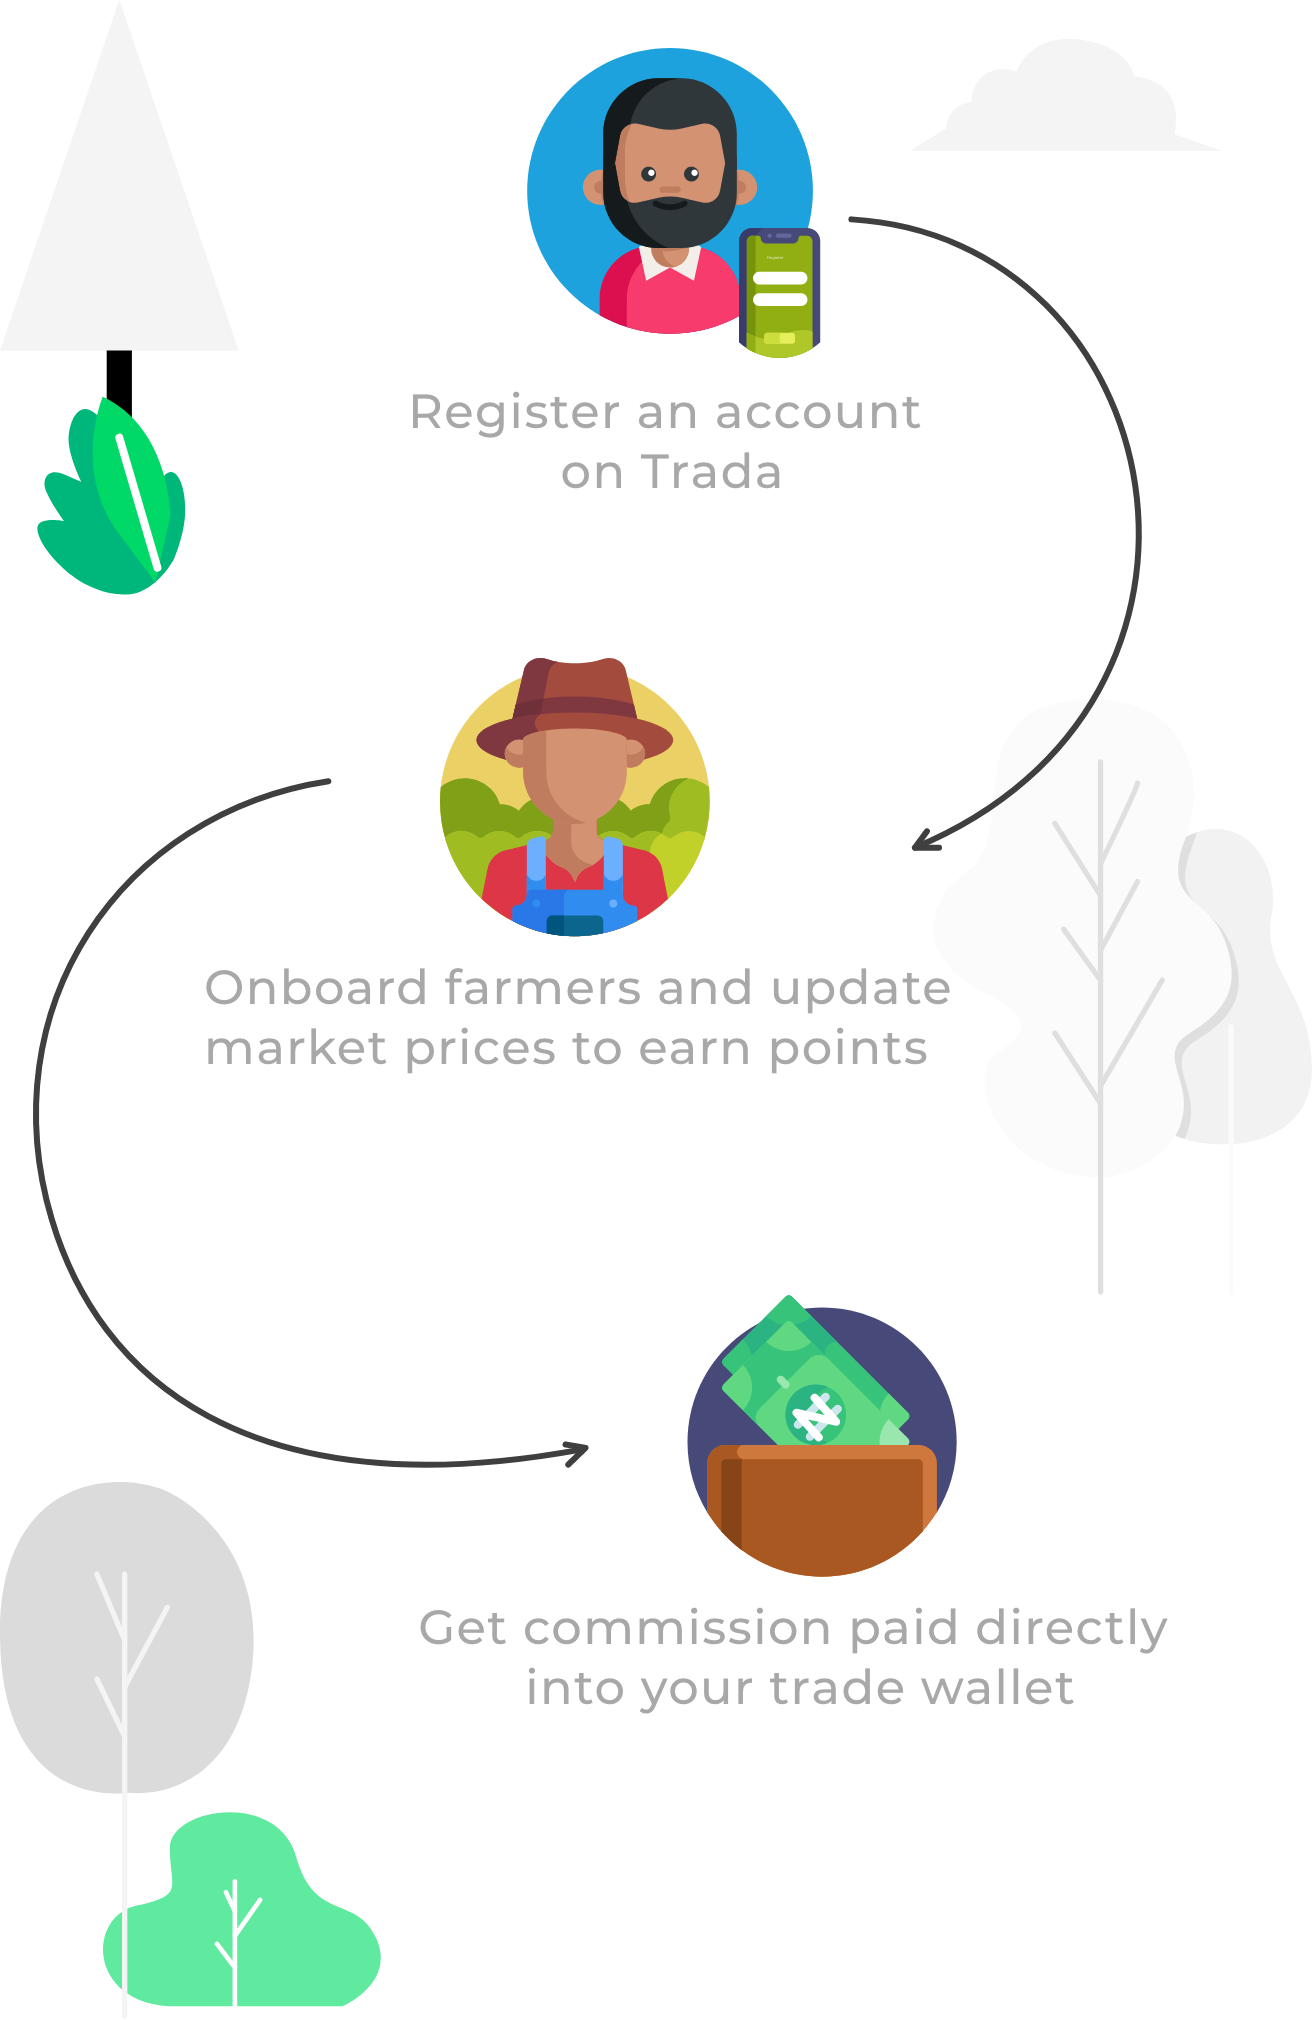 Register
Register an account
on Trada
Onboard farmers and update
market prices to earn points
Get commission paid directly
into your trade wallet